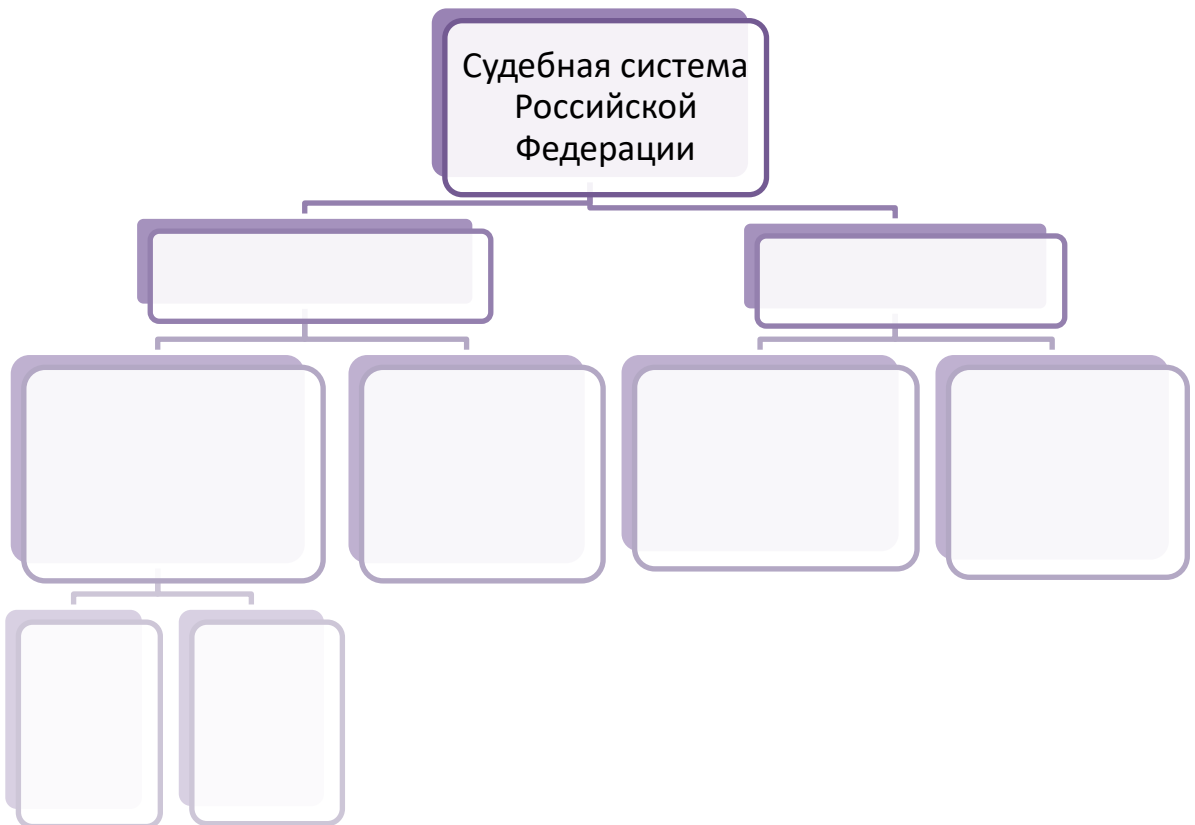 Судебная система
Российской
Федерации